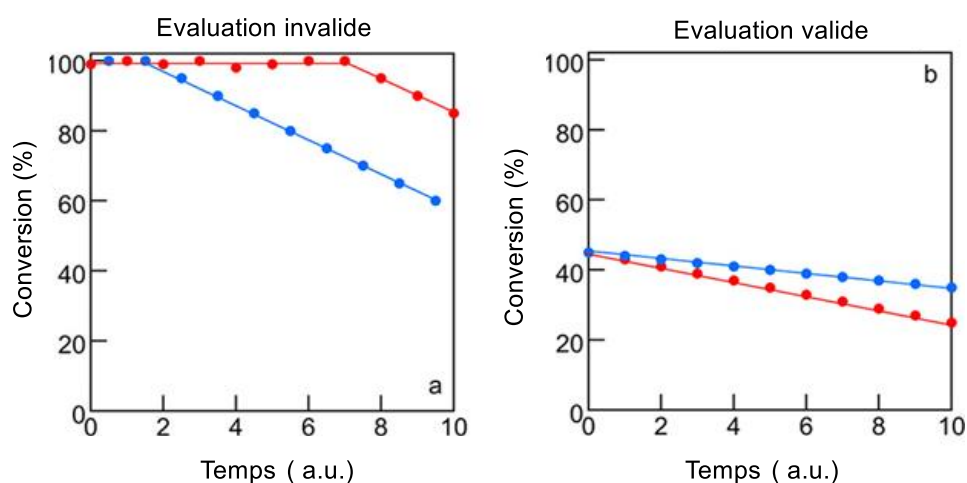 Evaluation invalide
Conversion (%)
100
80
60
40
20
0
0 2 4 6 8 10
a
Temps ( a.u.)
Evaluation valide
Conversion (%)
100
80
60
40
20
0
0 2 4 6 8 10
b
Temps ( a.u.)